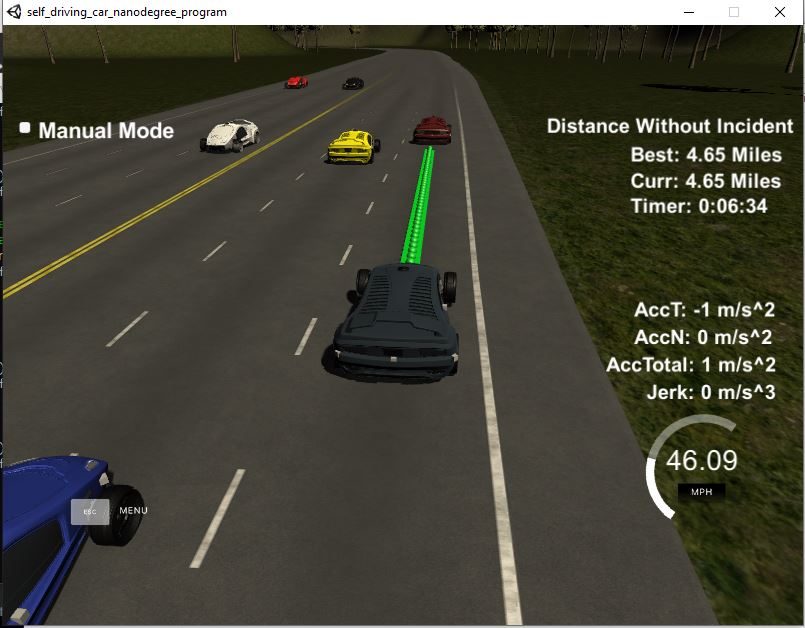 self_driving_car_nanodegree_program
Manual Mode
Distance Without Incident
Best: 4.65 Miles
Curr: 4.65 Miles
Timer: 0:06:34
AccT: -1 m/s^2
AccN: 0 m/s^2
AccTotal: 1 m/s^2
Jerk: 0 m/s^3
46.09
MPH
ESC MENU